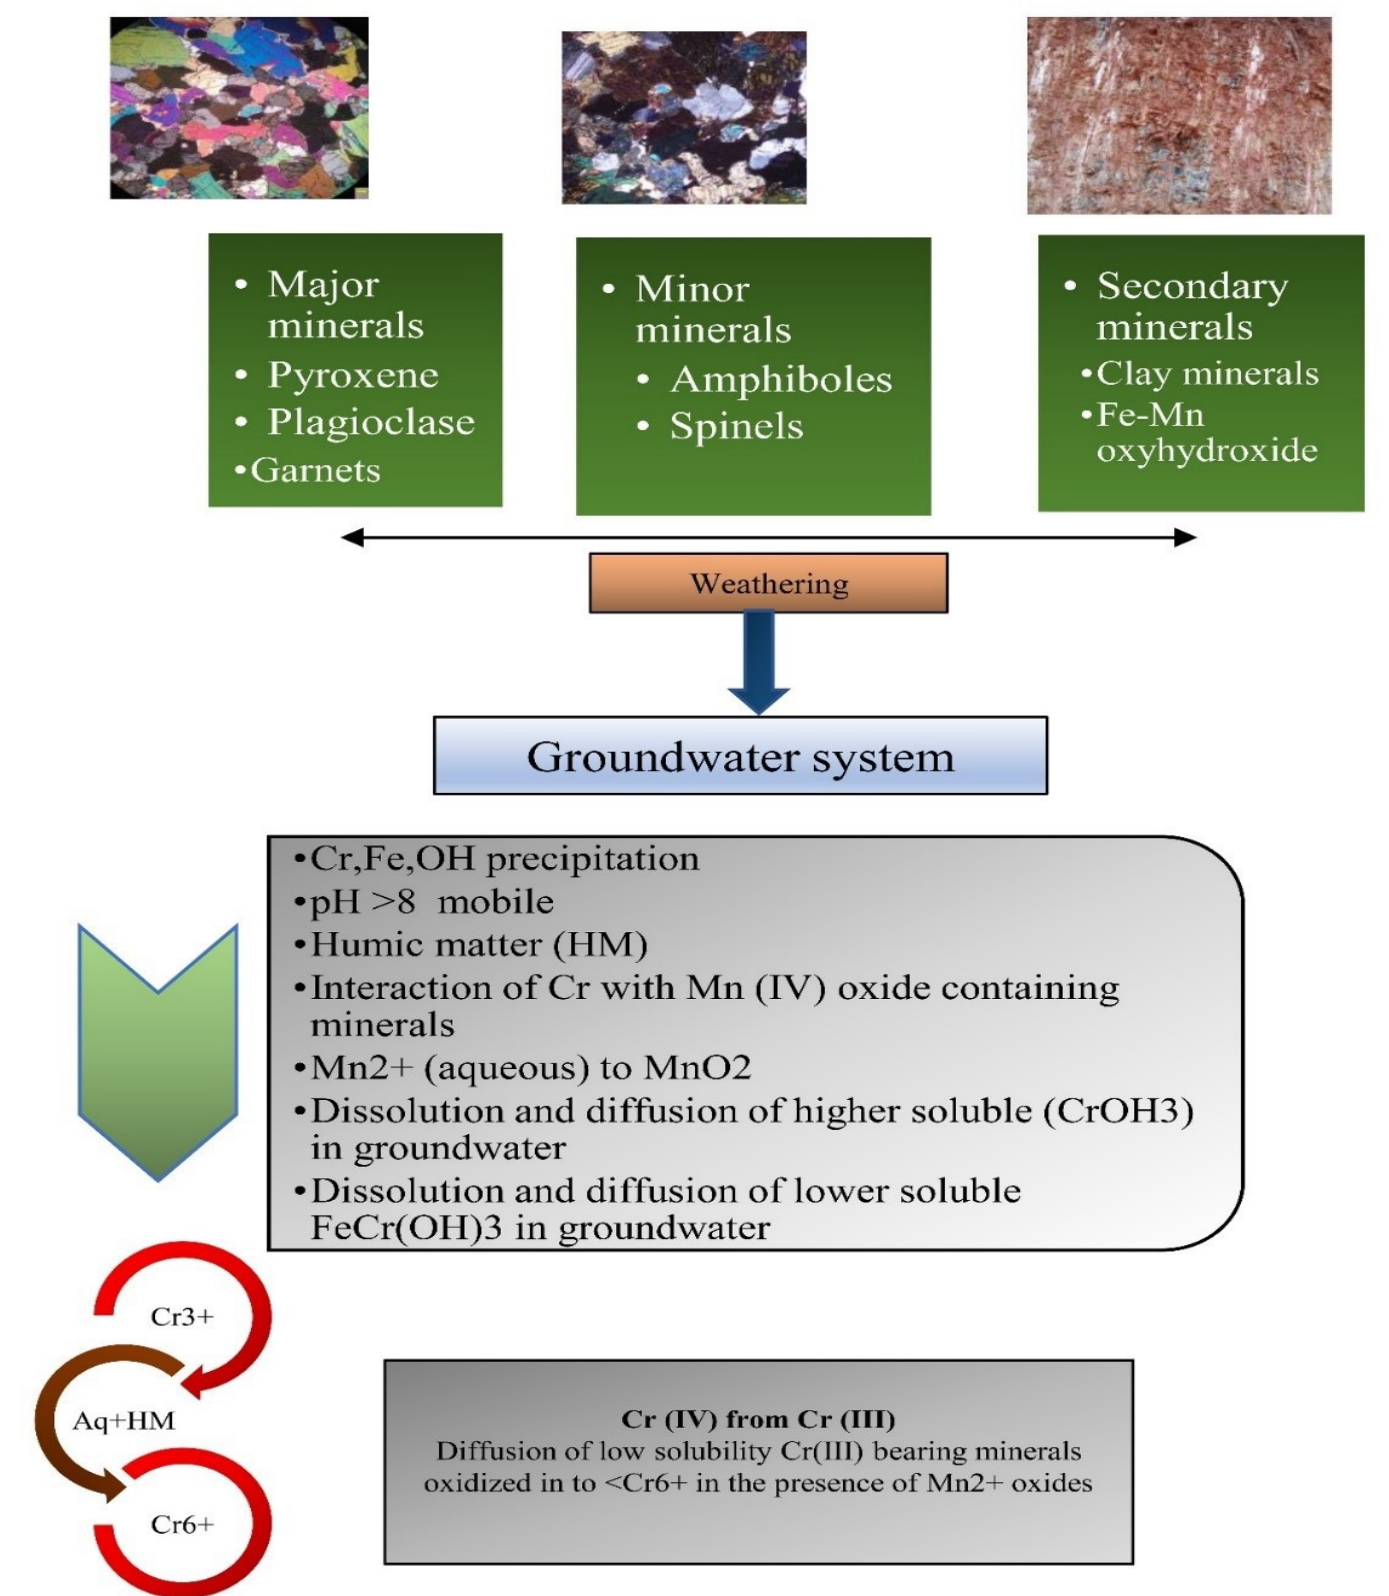 • Major
minerals
• Pyroxene
• Plagioclase
•Garnets
• Minor
minerals
• Amphiboles
• Spinels
• Secondary
minerals
•Clay minerals
•Fe-Mn
oxyhydroxide
Weathering
Groundwater system
•Cr,Fe,OH precipitation
•pH >8 mobile
•Humic matter (HM)
•Interaction of Cr with Mn (IV) oxide containing
minerals
•Mn2+ (aqueous) to MnO2
•Dissolution and diffusion of higher soluble (CrOH3)
in groundwater
•Dissolution and diffusion of lower soluble
FeCr(OH)3 in groundwater
Cr3+
Aq+HM
Cr6+
Cr (IV) from Cr (III)
Diffusion of low solubility Cr(III) bearing minerals
oxidized in to <Cr6+ in the presence of Mn2+ oxides